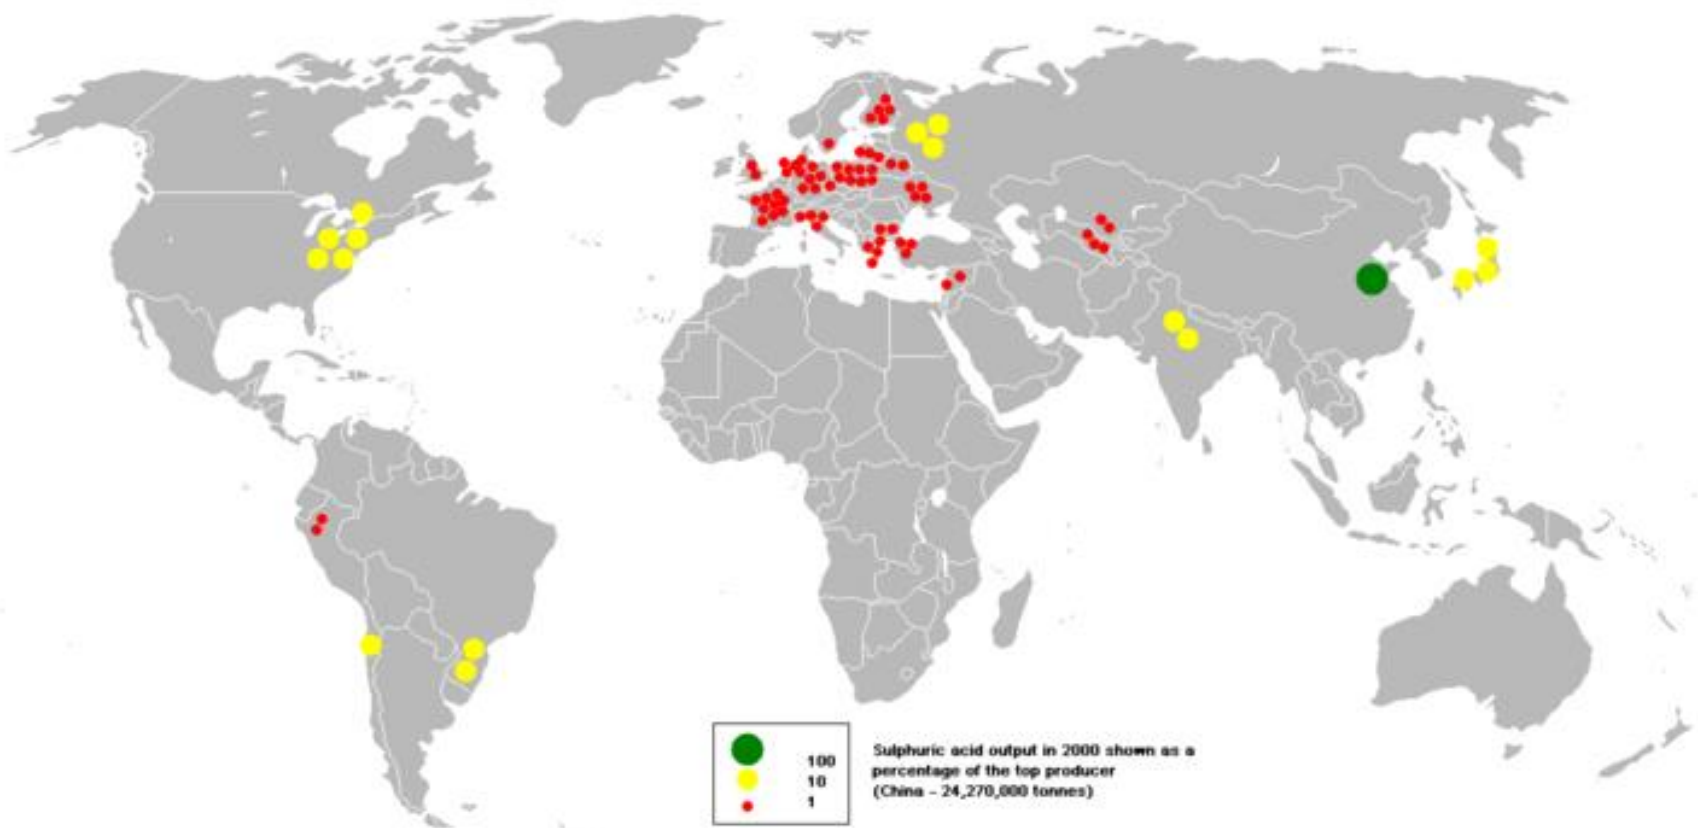 100
10
1
Sulphuric acid output in 2000 shown as a
percentage of the top producer
(China - 24,270,000 tonnes)